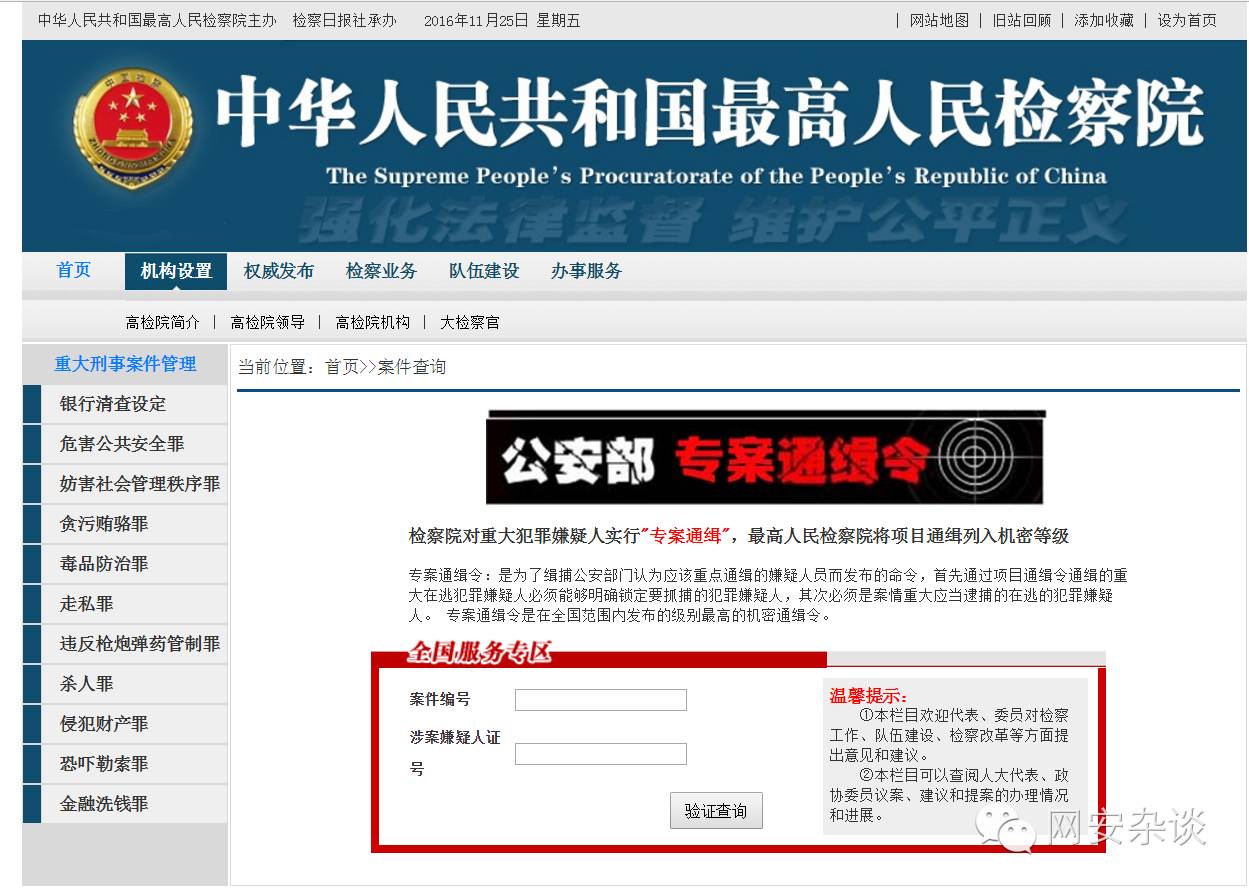 中华人民共和国最高人民检察院主办 检察日报社承办 2016年11月25日 星期五
| 网站地图 | 旧站回顾 | 添加收藏 | 设为首页
中华人民共和国最高人民检察院
The Supreme People's Procuratorate of the People's Republic of China
强化法律监督 维护公平正义
首页 机构设置 权威发布 检察业务 队伍建设 办事服务
高检院简介 | 高检院领导 | 高检院机构 | 大检察官
重大刑事案件管理
银行清查设定
危害公共安全罪
妨害社会管理秩序罪
贪污贿骆罪
毒品防治罪
走私罪
违反枪炮弹药管制罪
杀人罪
侵犯财产罪
恐吓勒索罪
金融洗钱罪
当前位置：首页>>案件查询
公安部 专案通缉令
检察院对重大犯罪嫌疑人实行"专案通缉"，最高人民检察院将项目通缉列入机密等级
专案通缉令：是为了缉捕公安部门认为应该重点通缉的嫌疑人员而发布的命令，首先通过项目通缉令通缉的重
大在逃犯罪嫌疑人必须能够明确锁定要抓捕的犯罪嫌疑人，其次必须是案情重大应当逮捕的在逃的犯罪嫌疑
人。 专案通缉令是在全国范围内发布的级别最高的机密通缉令。
全国服务专区
案件编号
涉案嫌疑人证
号
验证查询
温馨提示：
①本栏目欢迎代表、委员对检察
工作、队伍建设、检察改革等方面提
出意见和建议。
②本栏目可以查阅人大代表、政
协委员议案、建议和提案的办理情况
和进展。
网安杂谈